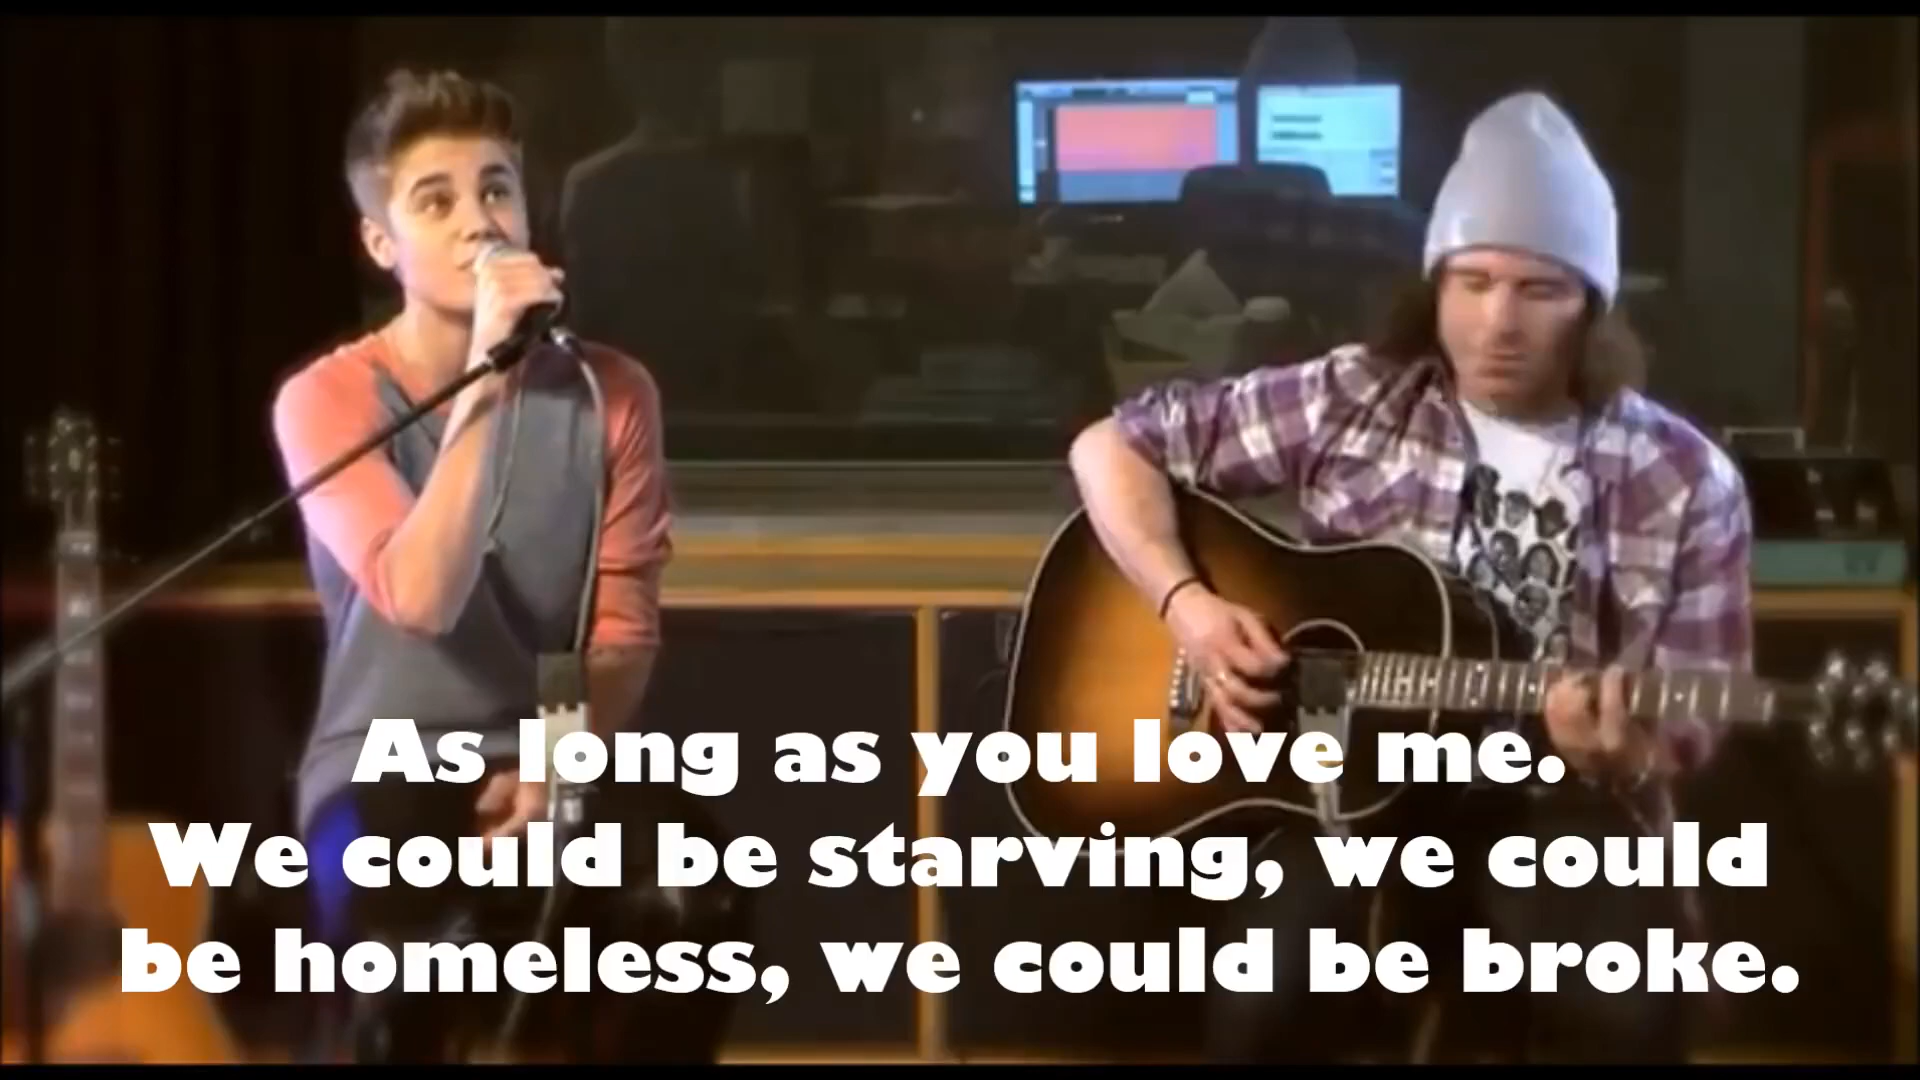 As long as you love me.
We could be starving, we could
be homeless, we could be broke.